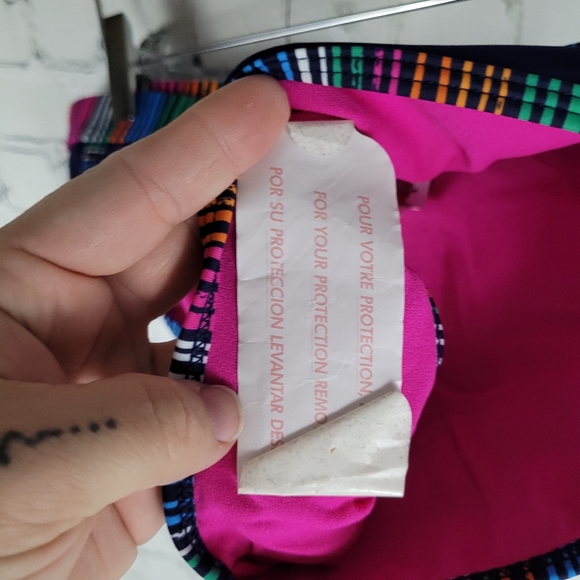 POUR VOTRE PROTECTION,
FOR YOUR PROTECTION REMO
POR SU PROTECCION LEVANTAR DES